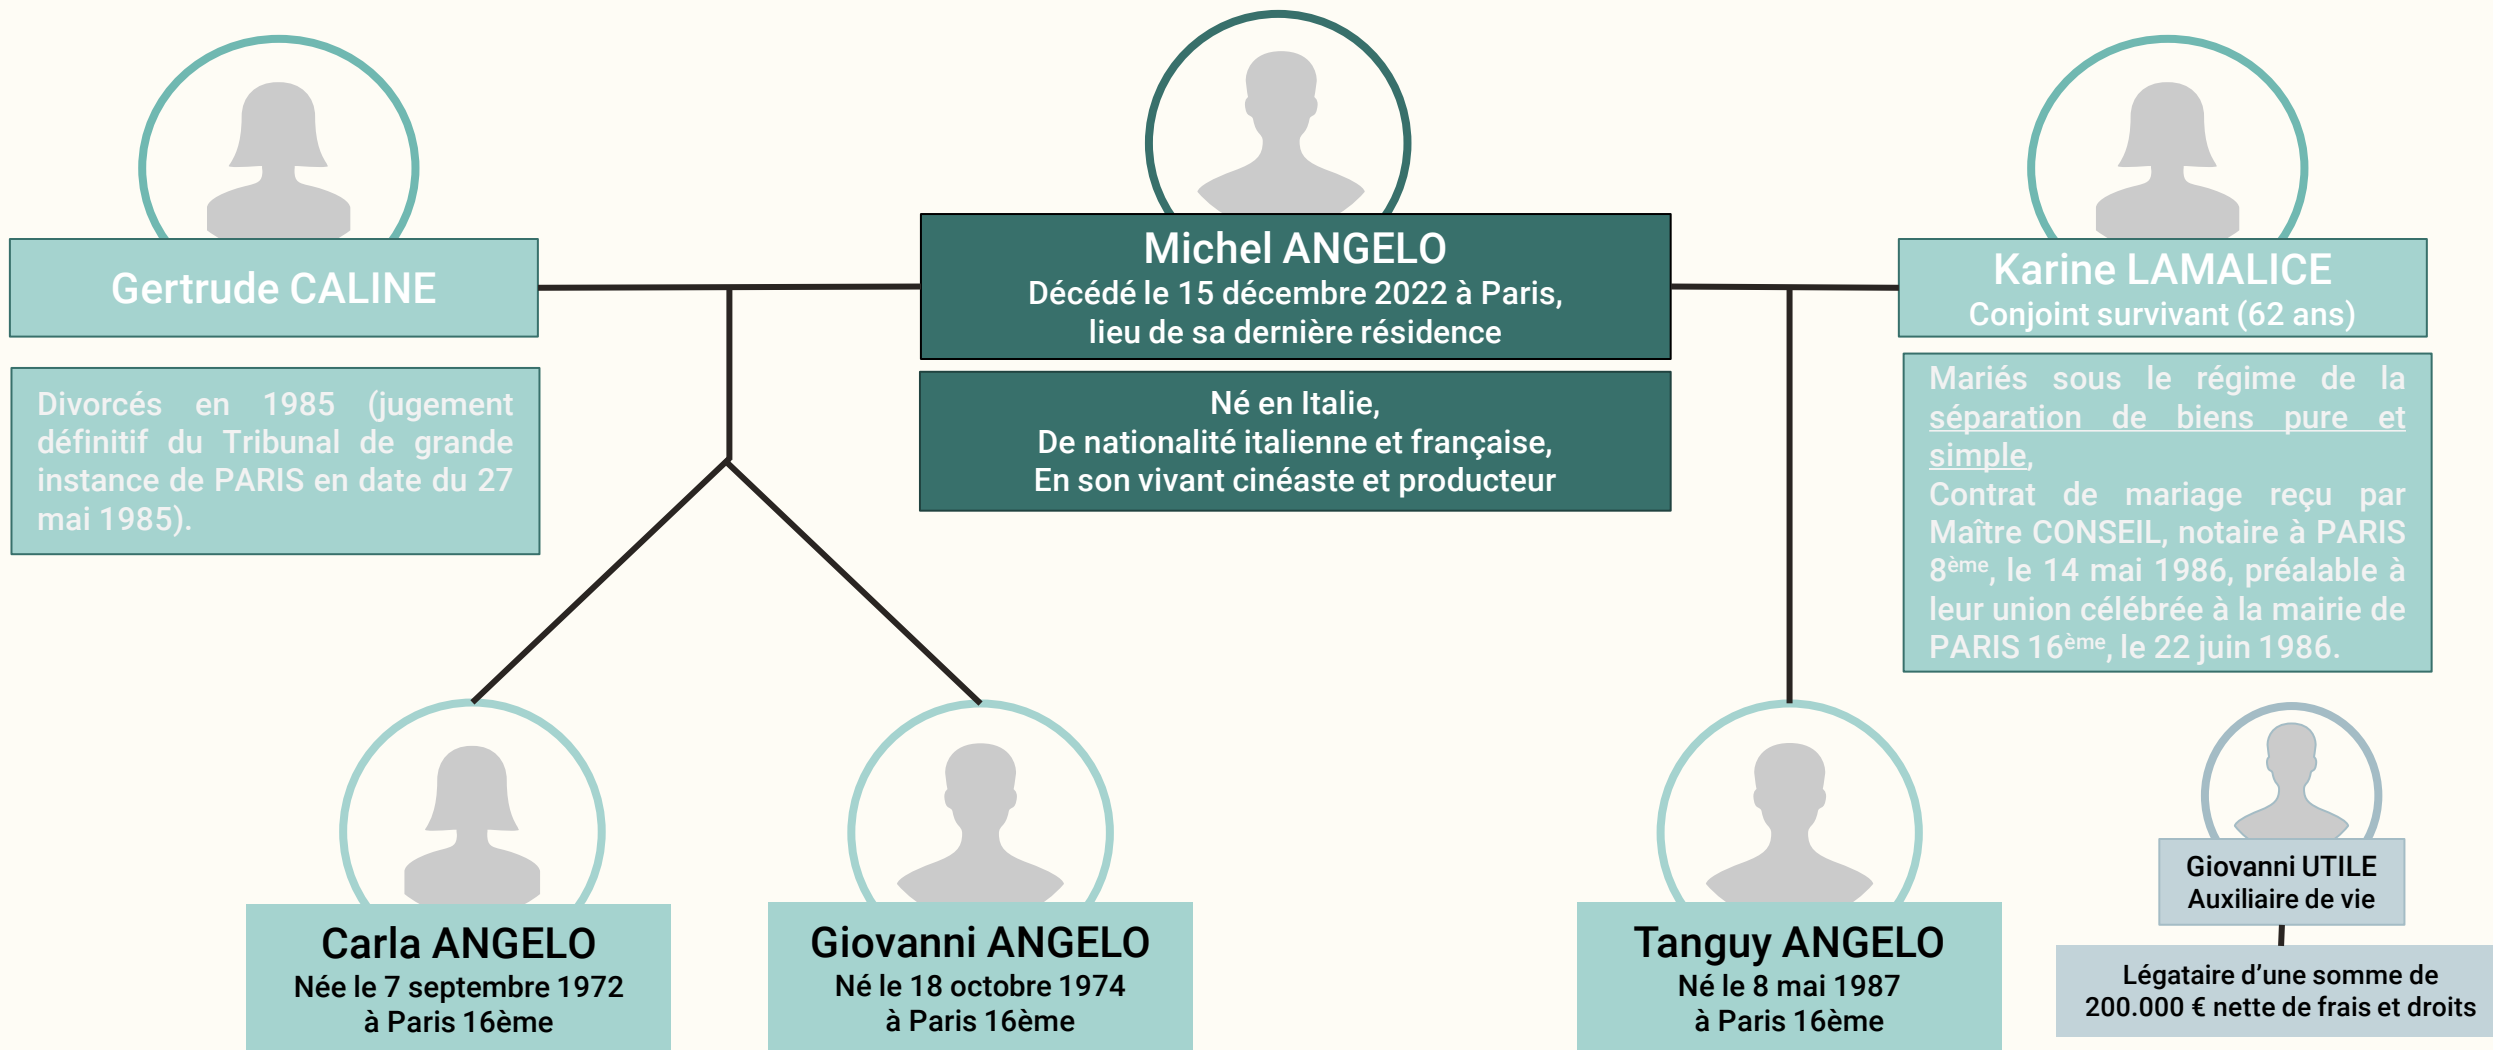 Gertrude CALINE
Divorcés en 1985 (jugement
définitif du Tribunal de grande
instance de PARIS en date du 27
mai 1985).
Michel ANGELO
Décédé le 15 décembre 2022 à Paris,
lieu de sa dernière résidence
Né en Italie,
De nationalité italienne et française,
En son vivant cinéaste et producteur
Karine LAMALICE
Conjoint survivant (62 ans)
Mariés sous le régime de la
séparation de biens pure et
simple,
Contrat de mariage reçu par
Maître CONSEIL, notaire à PARIS
8ème, le 14 mai 1986, préalable à
leur union célébrée à la mairie de
PARIS 16ème, le 22 juin 1986.
Carla ANGELO
Née le 7 septembre 1972
à Paris 16ème
Giovanni ANGELO
Né le 18 octobre 1974
à Paris 16ème
Tanguy ANGELO
Né le 8 mai 1987
à Paris 16ème
Giovanni UTILE
Auxiliaire de vie
Légataire d’une somme de
200.000 € nette de frais et droits